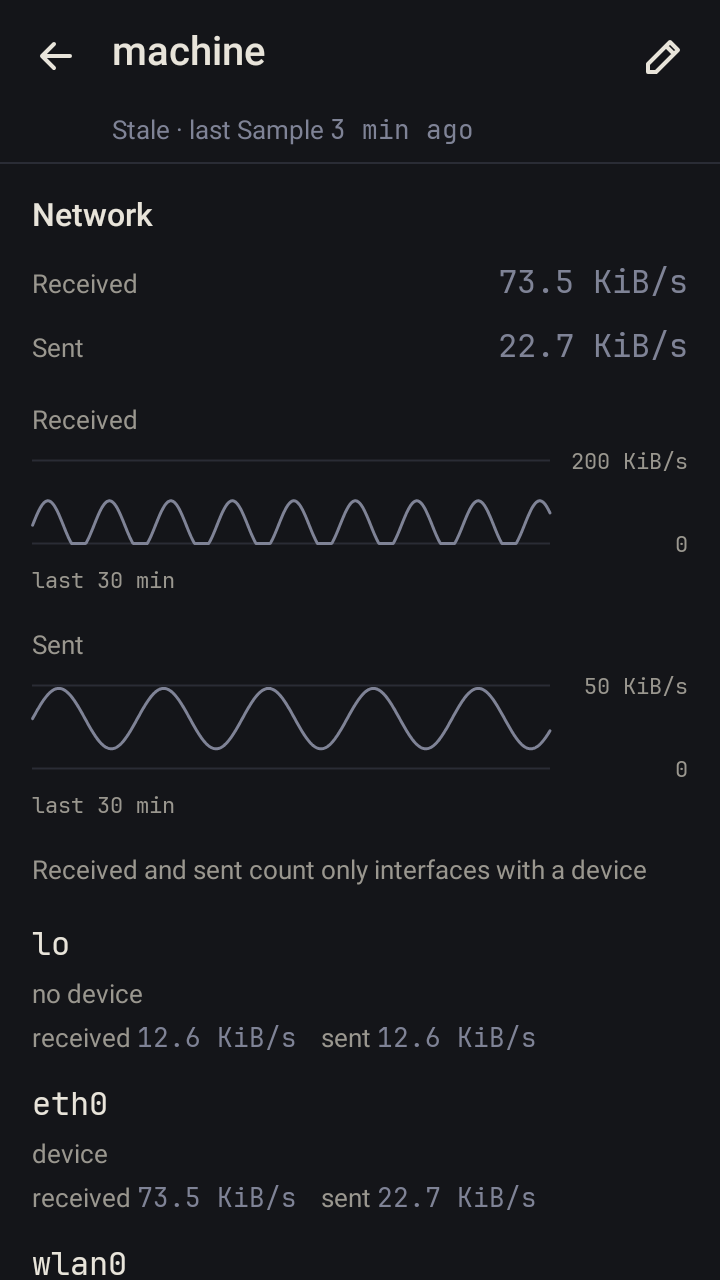 machine
Stale · last Sample 3 min ago
Network
Received 73.5 KiB/s
Sent 22.7 KiB/s
Received
200 KiB/s
0
last 30 min
Sent
50 KiB/s
0
last 30 min
Received and sent count only interfaces with a device
lo
no device
received 12.6 KiB/s sent 12.6 KiB/s
eth0
device
received 73.5 KiB/s sent 22.7 KiB/s
wlan0